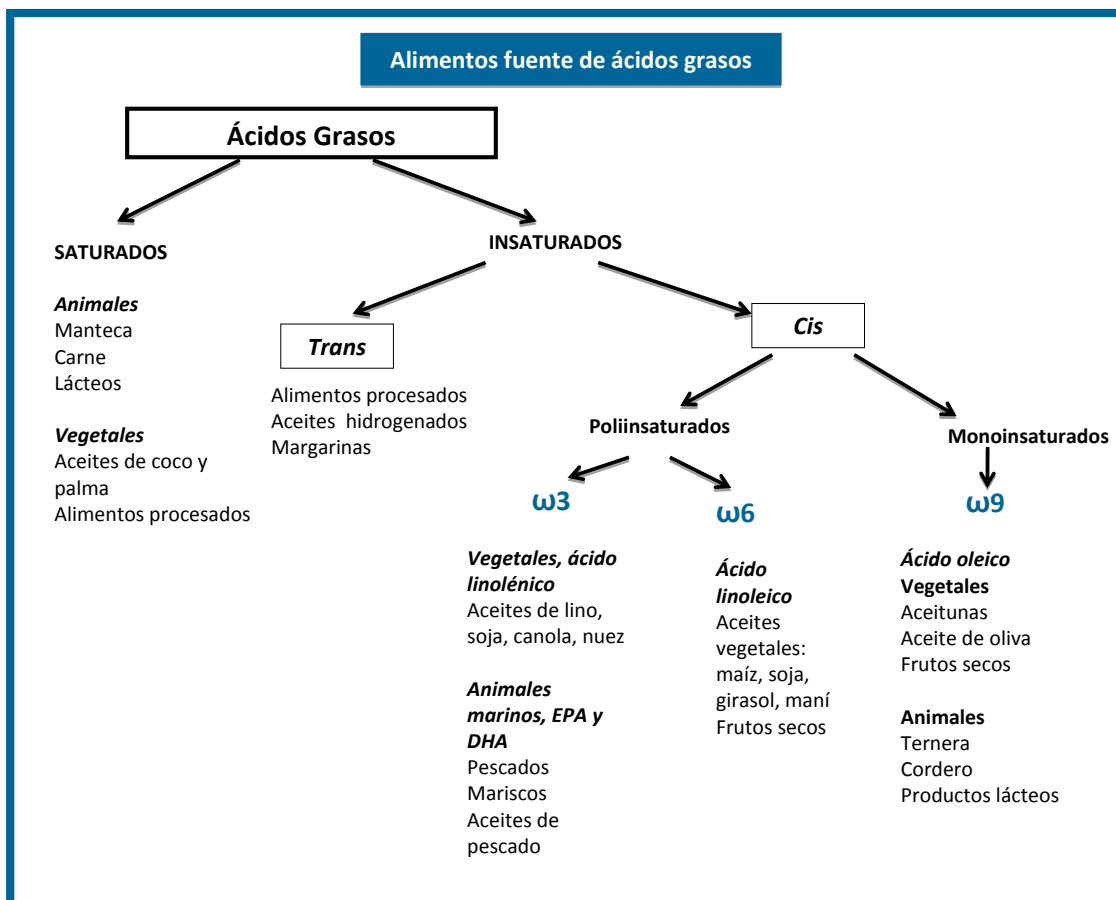 Alimentos fuente de ácidos grasos
Ácidos Grasos
SATURADOS
Animales
Manteca
Carne
Lácteos
Vegetales
Aceites de coco y
palma
Alimentos procesados
INSATURADOS
Trans
Alimentos procesados
Aceites hidrogenados
Margarinas
Cis
Poliinsaturados
ω3
Vegetales, ácido
linolénico
Aceites de lino,
soja, canola, nuez
Animales
marinos, EPA y
DHA
Pescados
Mariscos
Aceites de
pescado
ω6
Ácido
linoleico
Aceites
vegetales:
maíz, soja,
girasol, maní
Frutos secos
Monoinsaturados
ω9
Ácido oleico
Vegetales
Aceitunas
Aceite de oliva
Frutos secos
Animales
Ternera
Cordero
Productos lácteos